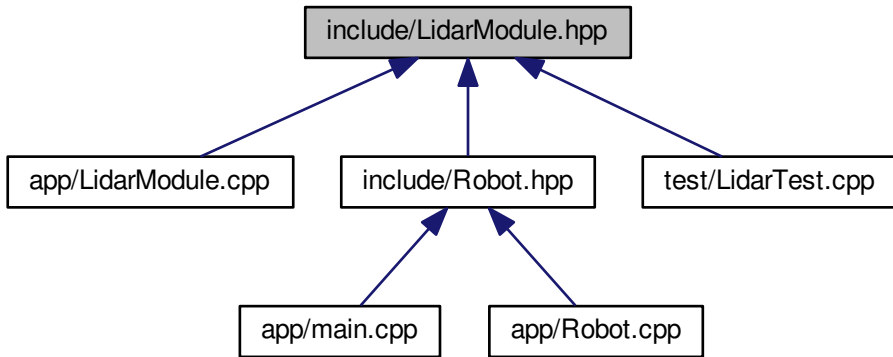 include/LidarModule.hpp
app/LidarModule.cpp
include/Robot.hpp
test/LidarTest.cpp
app/main.cpp
app/Robot.cpp